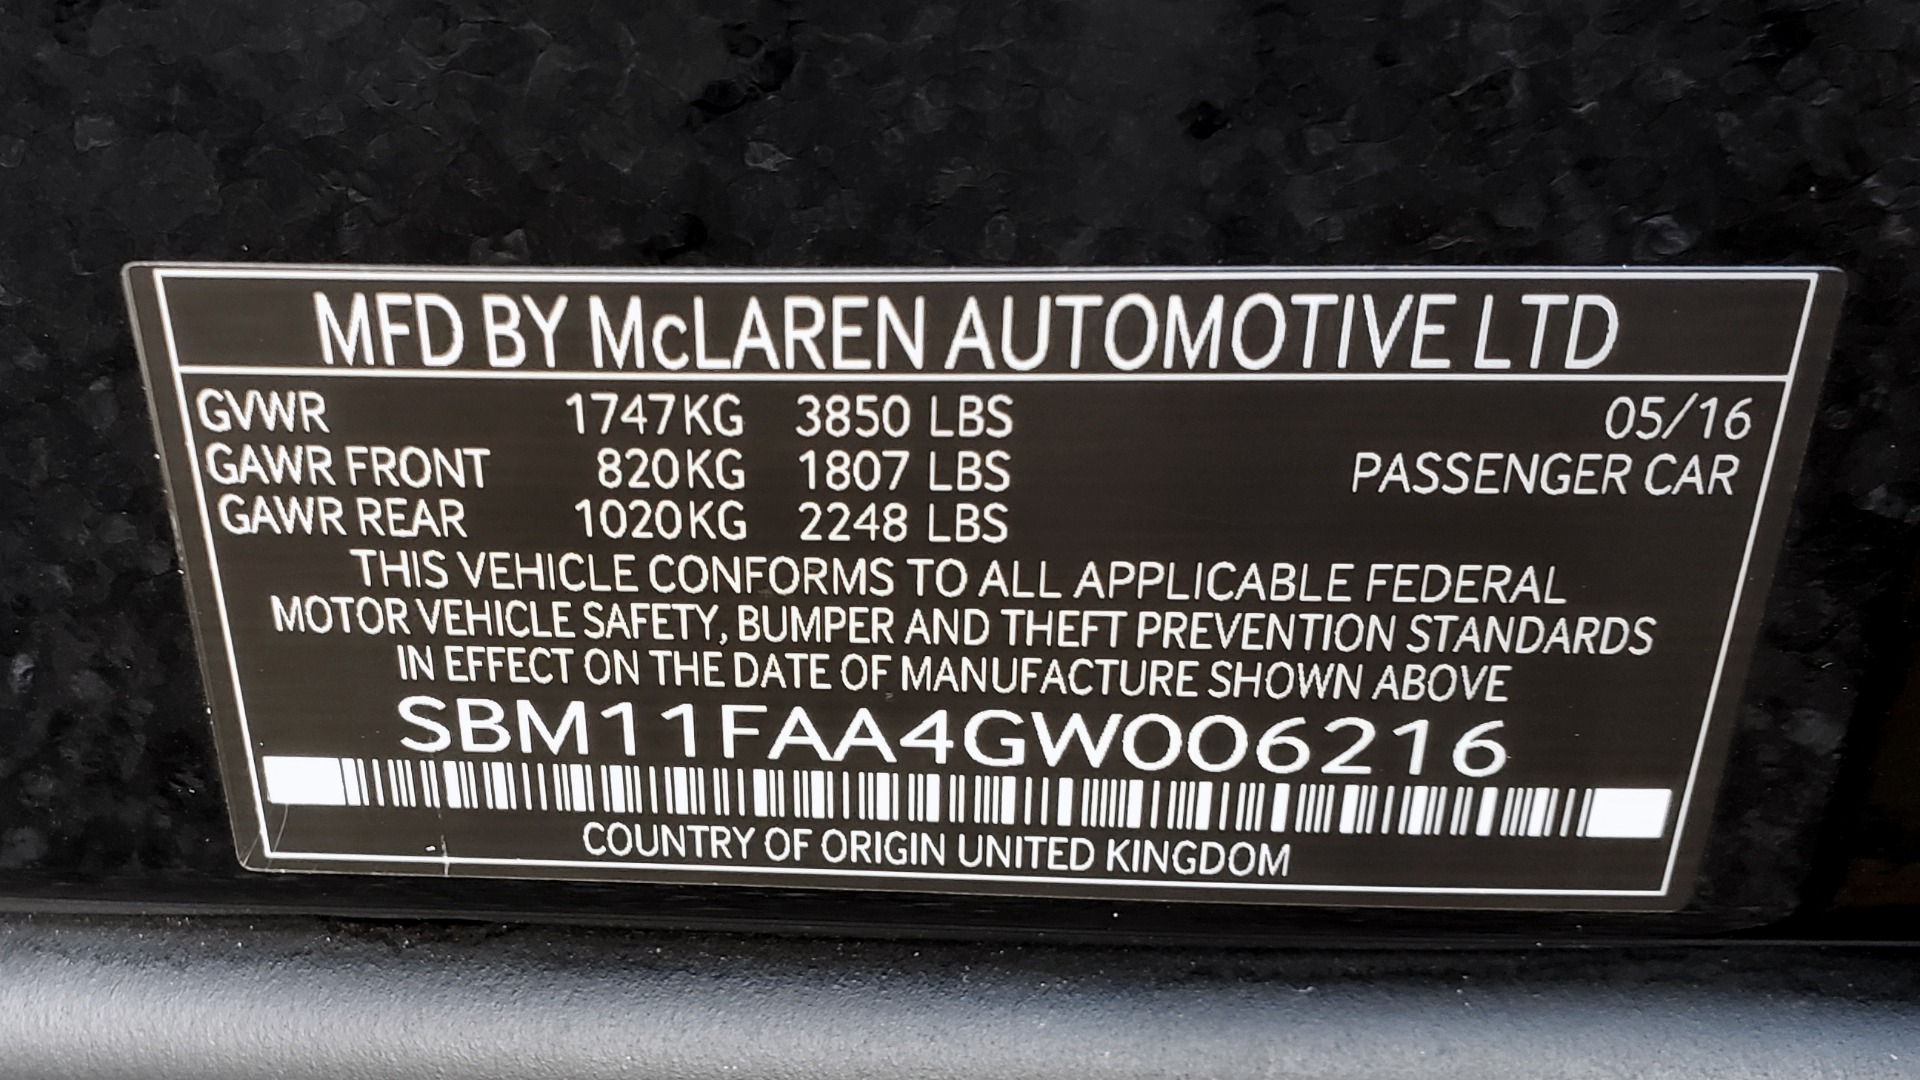 MFD BY McLAREN AUTOMOTIVE LTD
GVWR 1747KG 3850 LBS 05/16
GAWR FRONT 820KG 1807 LBS PASSENGER CAR
GAWR REAR 1020KG 2248 LBS
THIS VEHICLE CONFORMS TO ALL APPLICABLE FEDERAL
MOTOR VEHICLE SAFETY, BUMPER AND THEFT PREVENTION STANDARDS
IN EFFECT ON THE DATE OF MANUFACTURE SHOWN ABOVE
SBM11FAA4GW006216
COUNTRY OF ORIGIN UNITED KINGDOM